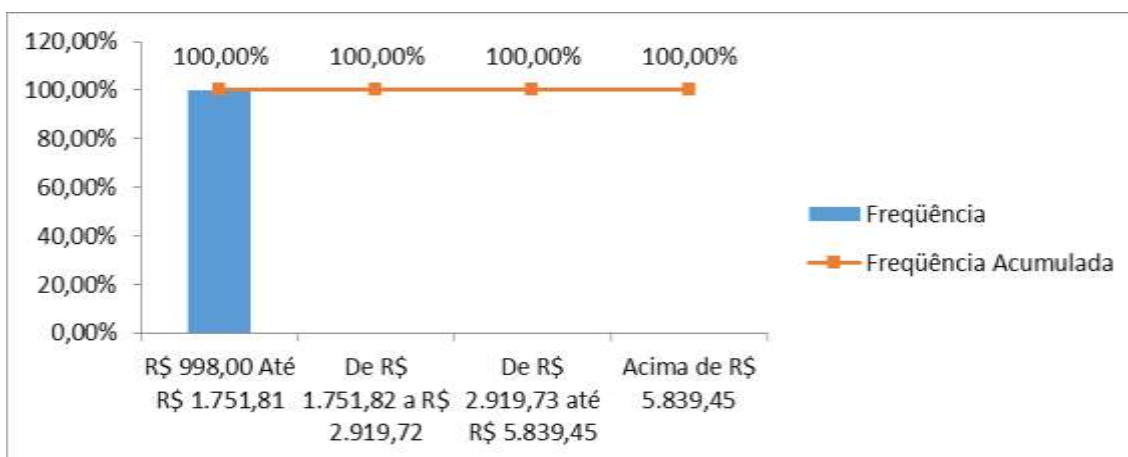 120,00%
100,00%
80,00%
60,00%
40,00%
20,00%
0,00%
100,00% 100,00% 100,00% 100,00%
R$ 998,00 Até
R$ 1.751,81
De R$
1.751,82 a R$
2.919,72
De R$
2.919,73 até
R$ 5.839,45
Acima de R$
5.839,45
Freqüência
Freqüência Acumulada